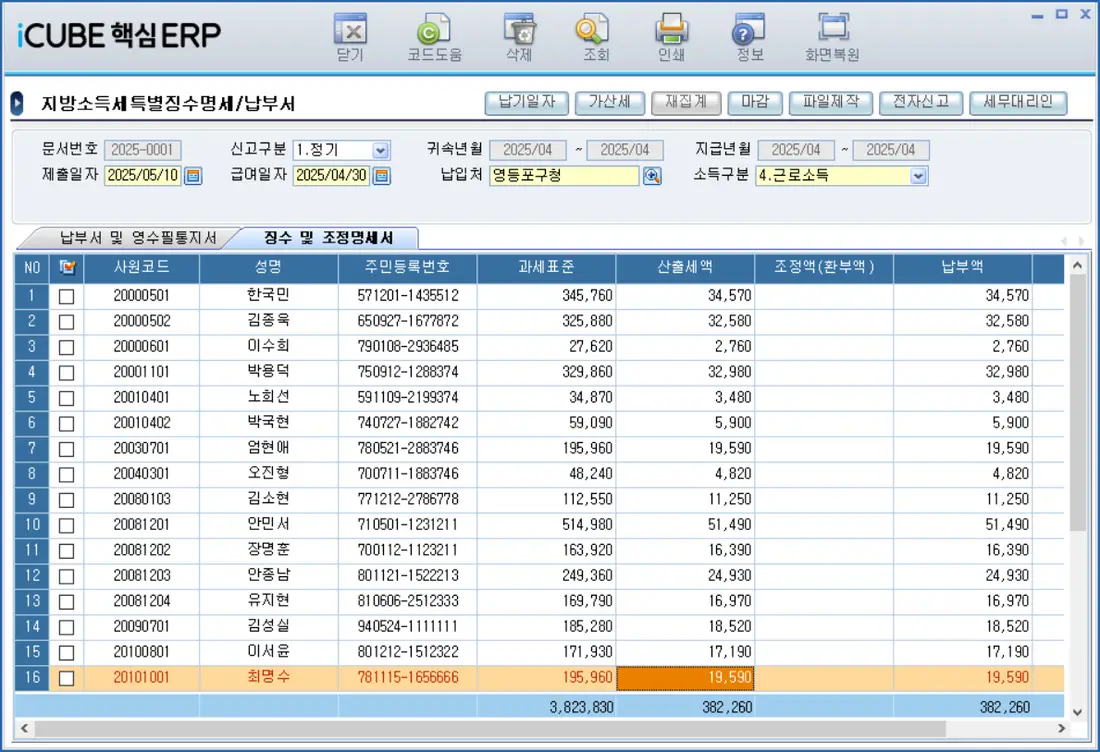 iCUBE 핵심 ERP
닫기 코드도움 삭제 조회 인쇄 정보 화면복원
지방소득세특별징수명세/납부서 납기일자 가산세 재집계 마감 파일제작 전자신고 세무대리인
문서번호 2025-0001 신고구분 1.정기 귀속년월 2025/04 ~ 2025/04 지급년월 2025/04 ~ 2025/04
제출일자 2025/05/10 급여일자 2025/04/30 납입처 영등포구청 소득구분 4.근로소득
납부서 및 영수필통지서 징수 및 조정명세서
NO 사원코드 성명 주민등록번호 과세표준 산출세액 조정액(환부액) 납부액
1 20000501 한국민 571201-1435512 345,760 34,570 34,570
2 20000502 김종욱 650927-1677872 325,880 32,580 32,580
3 20000601 이수희 790108-2936485 27,620 2,760 2,760
4 20001101 박용덕 750912-1288374 329,860 32,980 32,980
5 20010401 노희선 591109-2199374 34,870 3,480 3,480
6 20010402 박국현 740727-1882742 59,090 5,900 5,900
7 20030701 엄현애 780521-2883746 195,960 19,590 19,590
8 20040301 오진형 700711-1883746 48,240 4,820 4,820
9 20080103 김소현 771212-2786778 112,550 11,250 11,250
10 20081201 안민서 710501-1231211 514,980 51,490 51,490
11 20081202 장명훈 700112-1123211 163,920 16,390 16,390
12 20081203 안종남 801121-1522213 249,360 24,930 24,930
13 20081204 유지현 810606-2512333 169,790 16,970 16,970
14 20090701 김성실 940524-1111111 185,280 18,520 18,520
15 20100801 이서윤 801212-1512322 171,930 17,190 17,190
16 20101001 최명수 781115-1656666 195,960 19,590 19,590
3,823,830 382,260 382,260